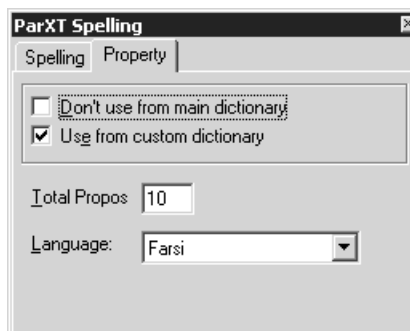 ParXT Spelling
Spelling Property
Don't use from main dictionary
Use from custom dictionary
Total Propos 10
Language: Farsi